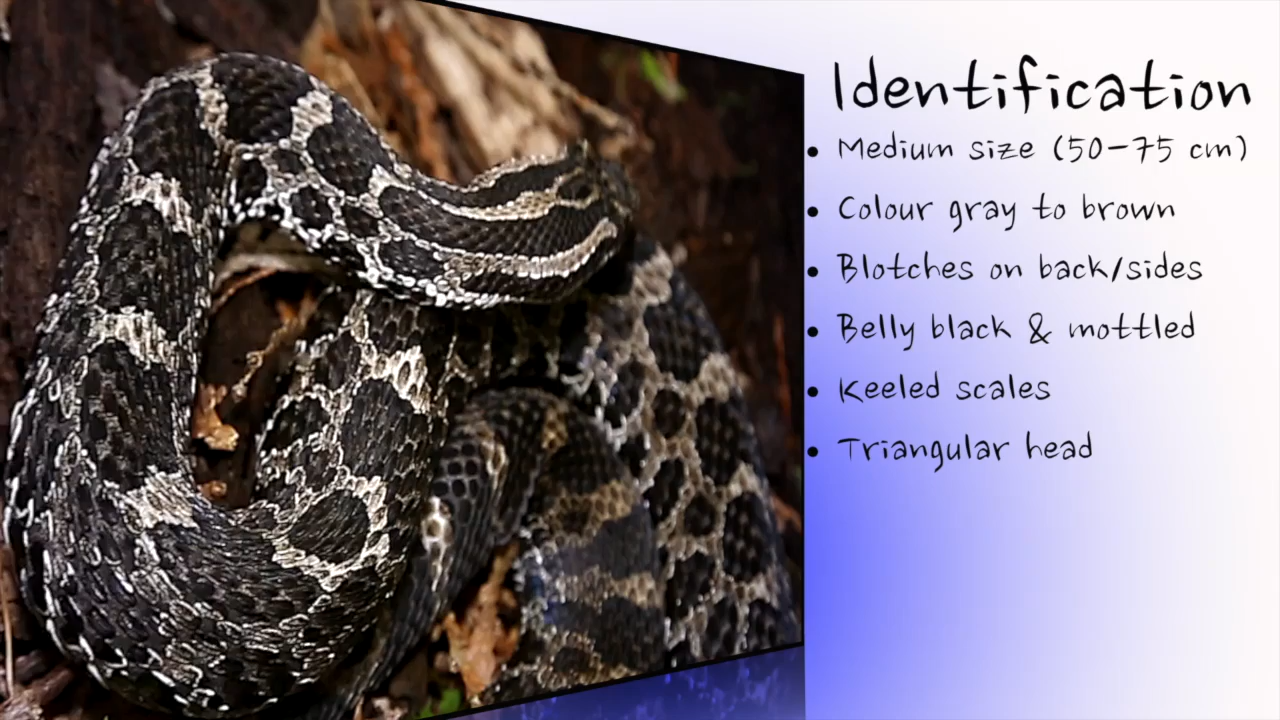 Identification
• Medium size (50-75 cm)
• Colour gray to brown
• Blotches on back/sides
• Belly black & mottled
• Keeled scales
• Triangular head